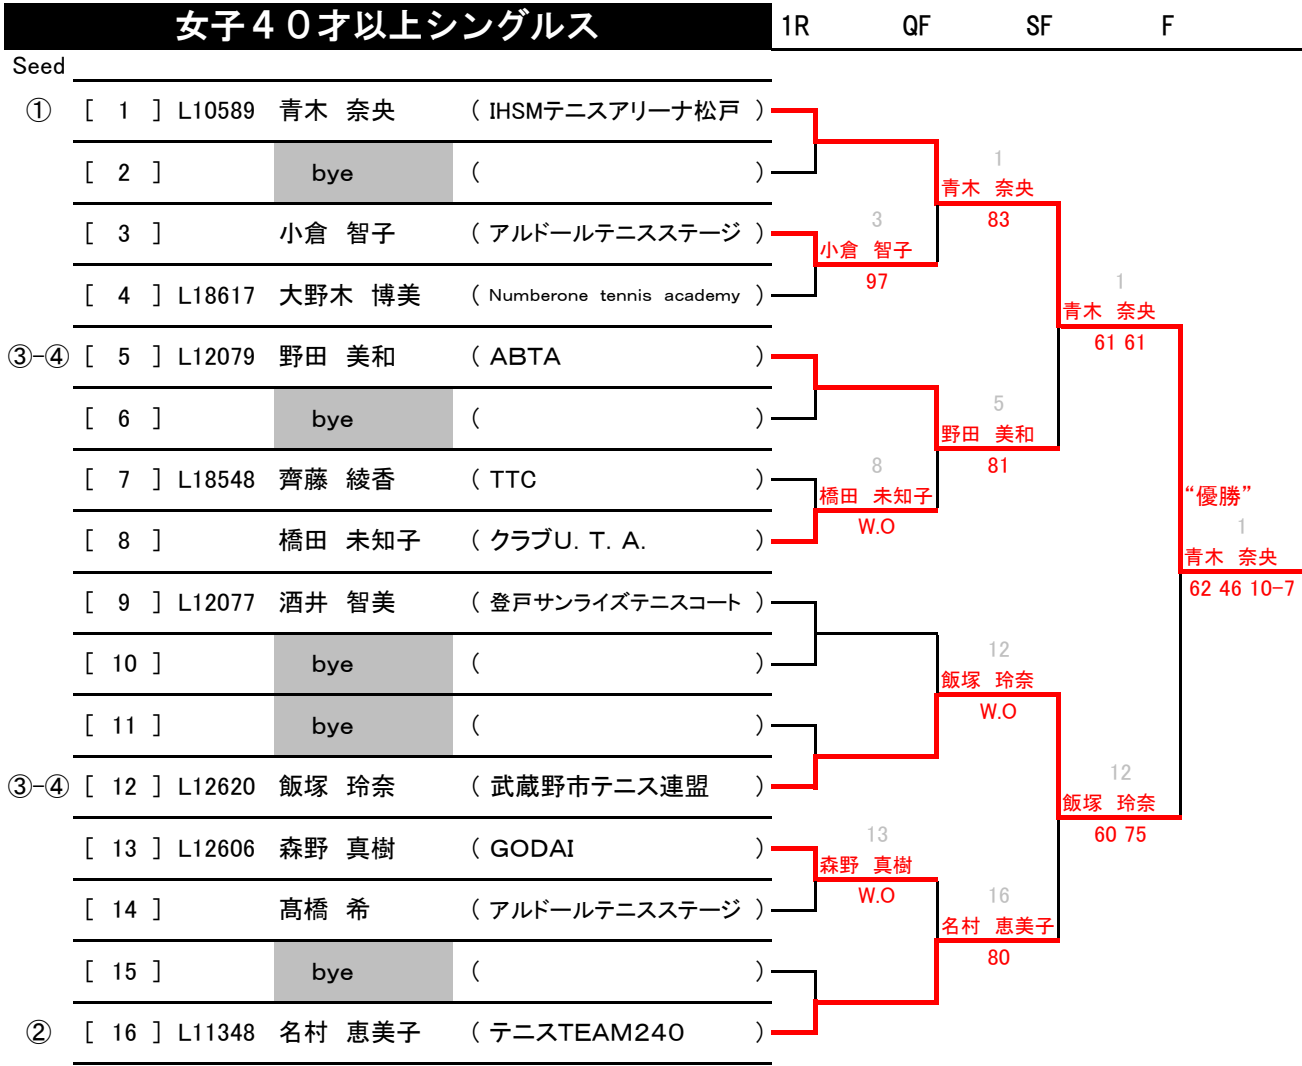 女子４０才以上シングルス 1R QF SF F
Seed
① [ 1 ] L10589 青木 奈央 ( IHSMテニスアリーナ松戸 )
[ 2 ] bye ( )
1
青木 奈央
83
[ 3 ] 小倉 智子 ( アルドールテニスステージ )
3
小倉 智子
97
[ 4 ] L18617 大野木 博美 ( Numberone tennis academy )
1
青木 奈央
61 61
③-④ [ 5 ] L12079 野田 美和 ( ABTA )
[ 6 ] bye ( )
5
野田 美和
81
[ 7 ] L18548 齊藤 綾香 ( TTC )
8
橋田 未知子
W.O
[ 8 ] 橋田 未知子 ( クラブU. T. A. )
“優勝”
1
青木 奈央
62 46 10-7
[ 9 ] L12077 酒井 智美 ( 登戸サンライズテニスコート )
[ 10 ] bye ( )
12
飯塚 玲奈
W.O
[ 11 ] bye ( )
③-④ [ 12 ] L12620 飯塚 玲奈 ( 武蔵野市テニス連盟 )
12
飯塚 玲奈
60 75
[ 13 ] L12606 森野 真樹 ( GODAI )
13
森野 真樹
W.O
[ 14 ] 髙橋 希 ( アルドールテニスステージ )
16
名村 恵美子
80
[ 15 ] bye ( )
② [ 16 ] L11348 名村 恵美子 ( テニスTEAM240 )